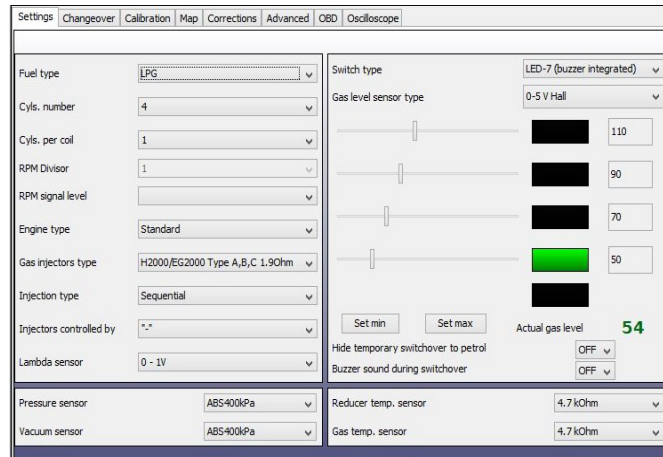 Settings Changeover Calibration Map Corrections Advanced OBD Oscilloscope
Fuel type LPG
Cyls. number 4
Cyls. per coil 1
RPM Divisor 1
RPM signal level
Engine type Standard
Gas injectors type H2000/EG2000 Type A,B,C 1.9Ohm
Injection type Sequential
Injectors controlled by "-"
Lambda sensor 0 - 1V
Switch type LED-7 (buzzer integrated)
Gas level sensor type 0-5 V Hall
110
90
70
50
Set min Set max Actual gas level 54
Hide temporary switchover to petrol OFF
Buzzer sound during switchover OFF
Pressure sensor ABS400kPa
Vacuum sensor ABS400kPa
Reducer temp. sensor 4.7 kOhm
Gas temp. sensor 4.7 kOhm